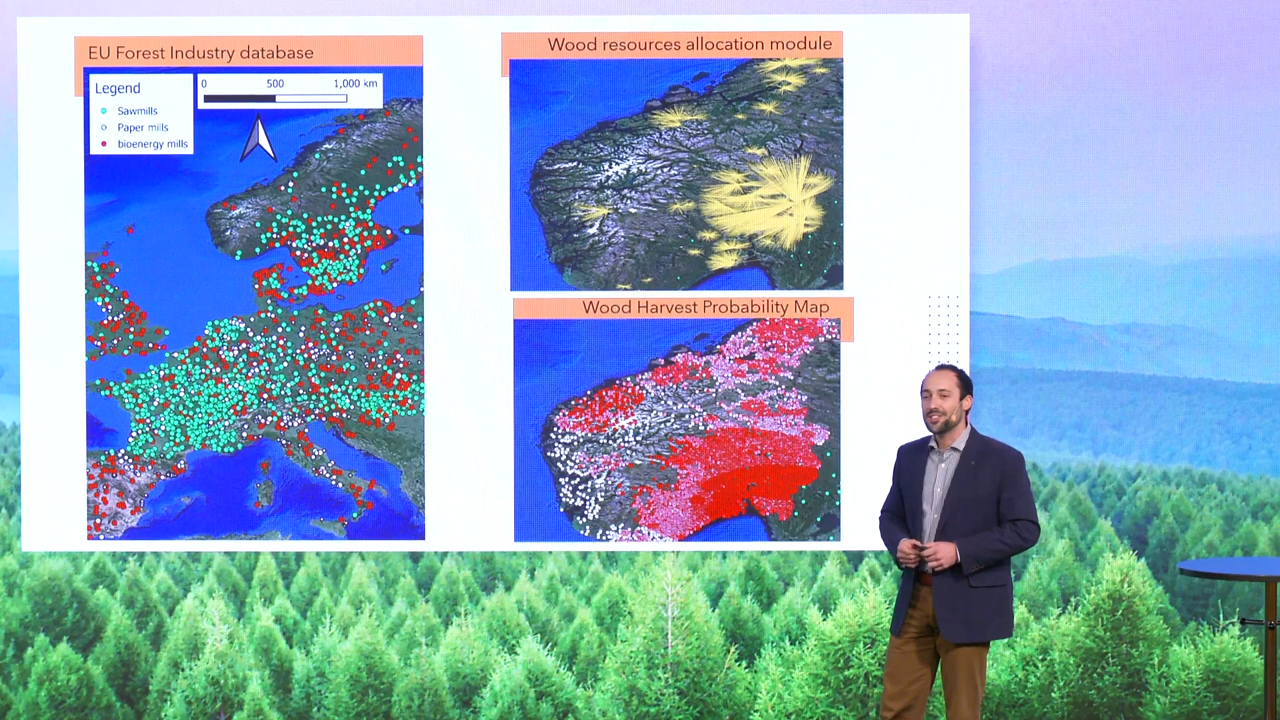 EU Forest Industry database
Legend
Sawmills
Paper mills
bioenergy mills
0 500 1,000 km
Wood resources allocation module
Wood Harvest Probability Map